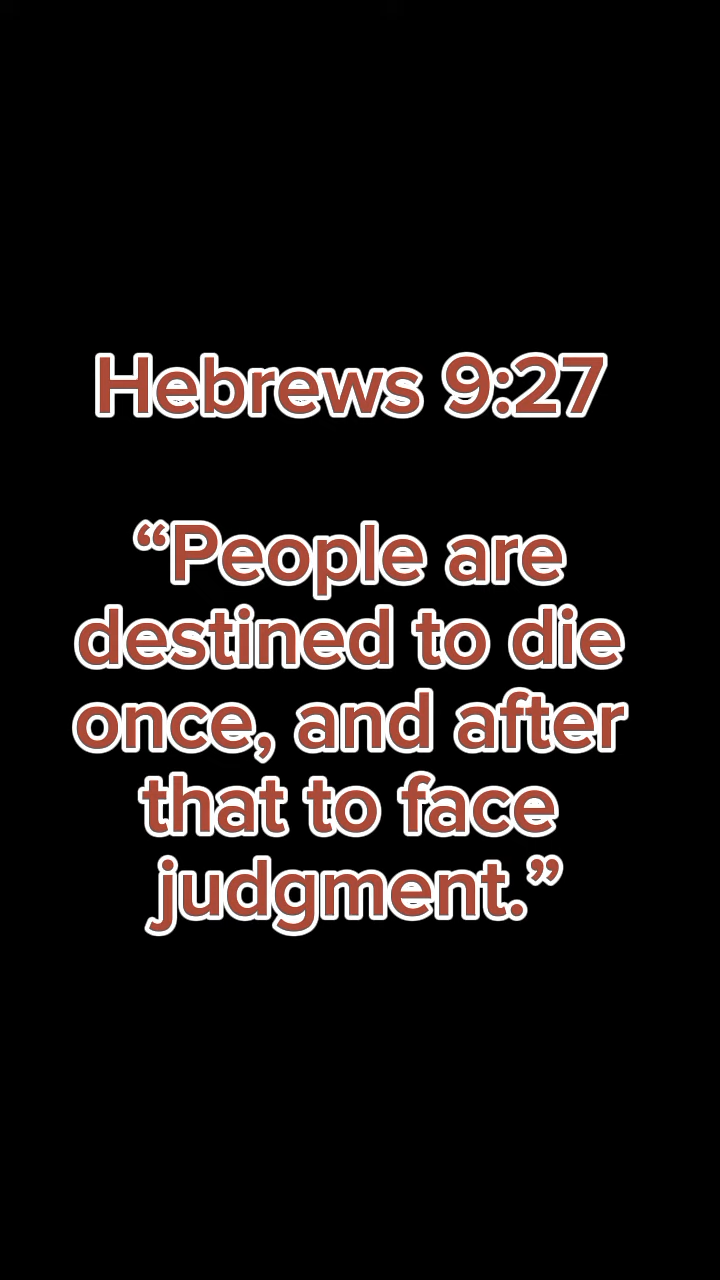 Hebrews 9:27
“People are
destined to die
once, and after
that to face
judgment.”